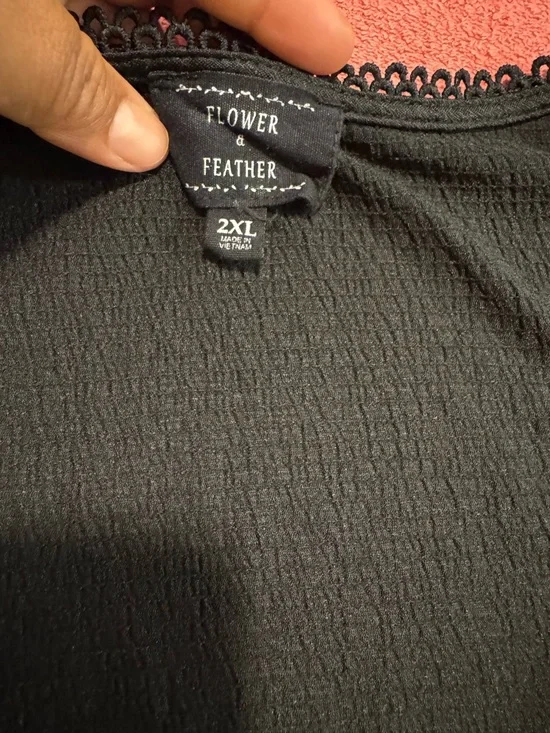 FLOWER
&
FEATHER
2XL
MADE IN
VIETNAM